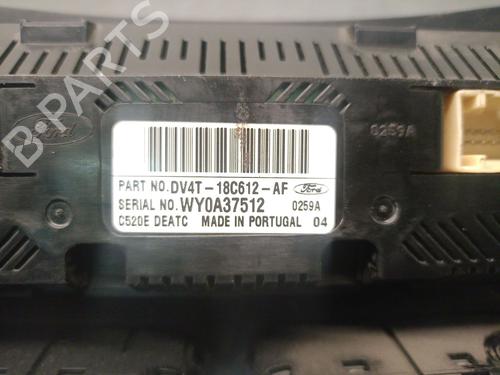 B-PARTS
Ford
0259A
PART NO. DV4T-18C612-AF Ford
SERIAL NO. WY0A37512 0259A
C520E DEATC MADE IN PORTUGAL 04